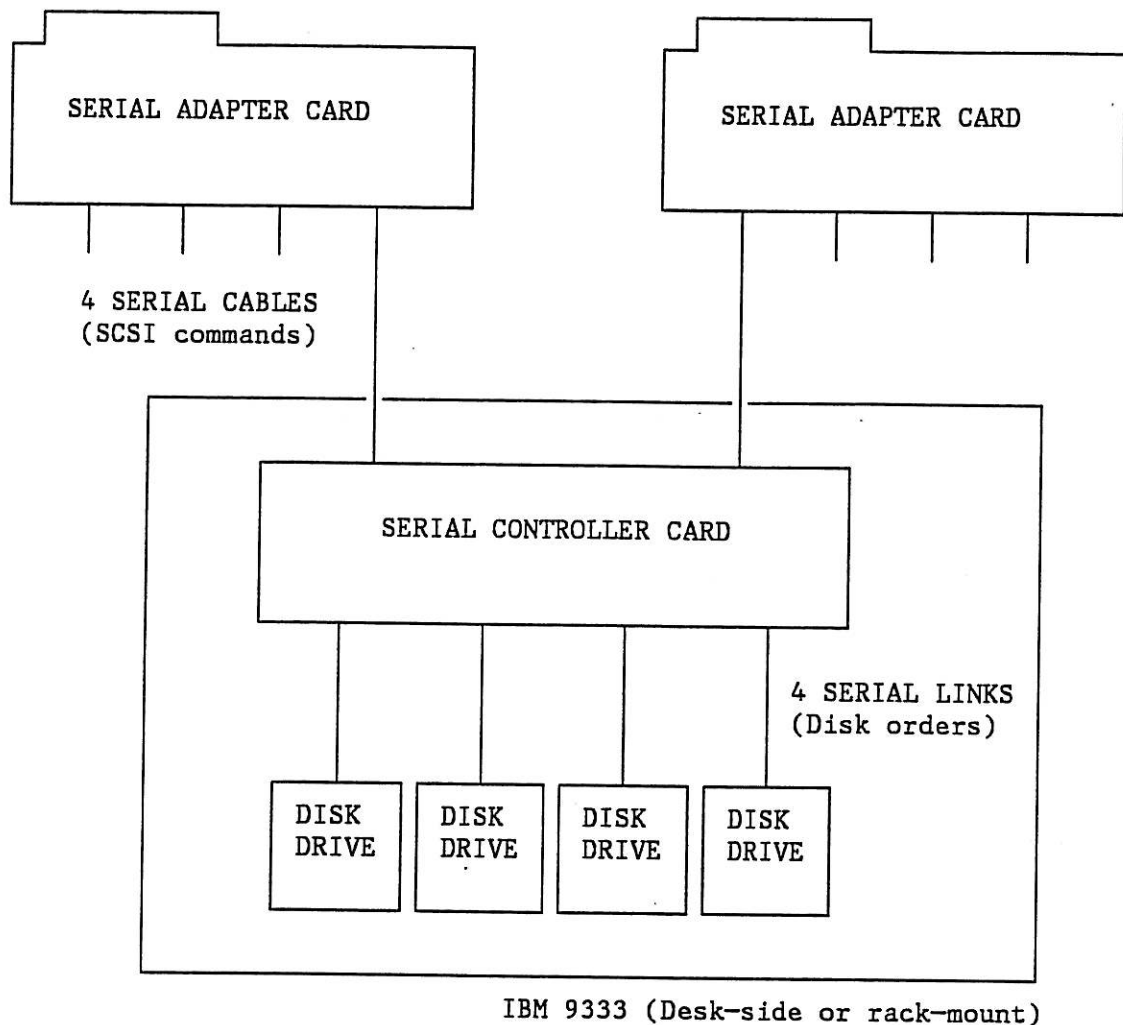 SERIAL ADAPTER CARD
SERIAL ADAPTER CARD
4 SERIAL CABLES
(SCSI commands)
SERIAL CONTROLLER CARD
4 SERIAL LINKS
(Disk orders)
DISK
DRIVE
DISK
DRIVE
DISK
DRIVE
DISK
DRIVE
IBM 9333 (Desk-side or rack-mount)